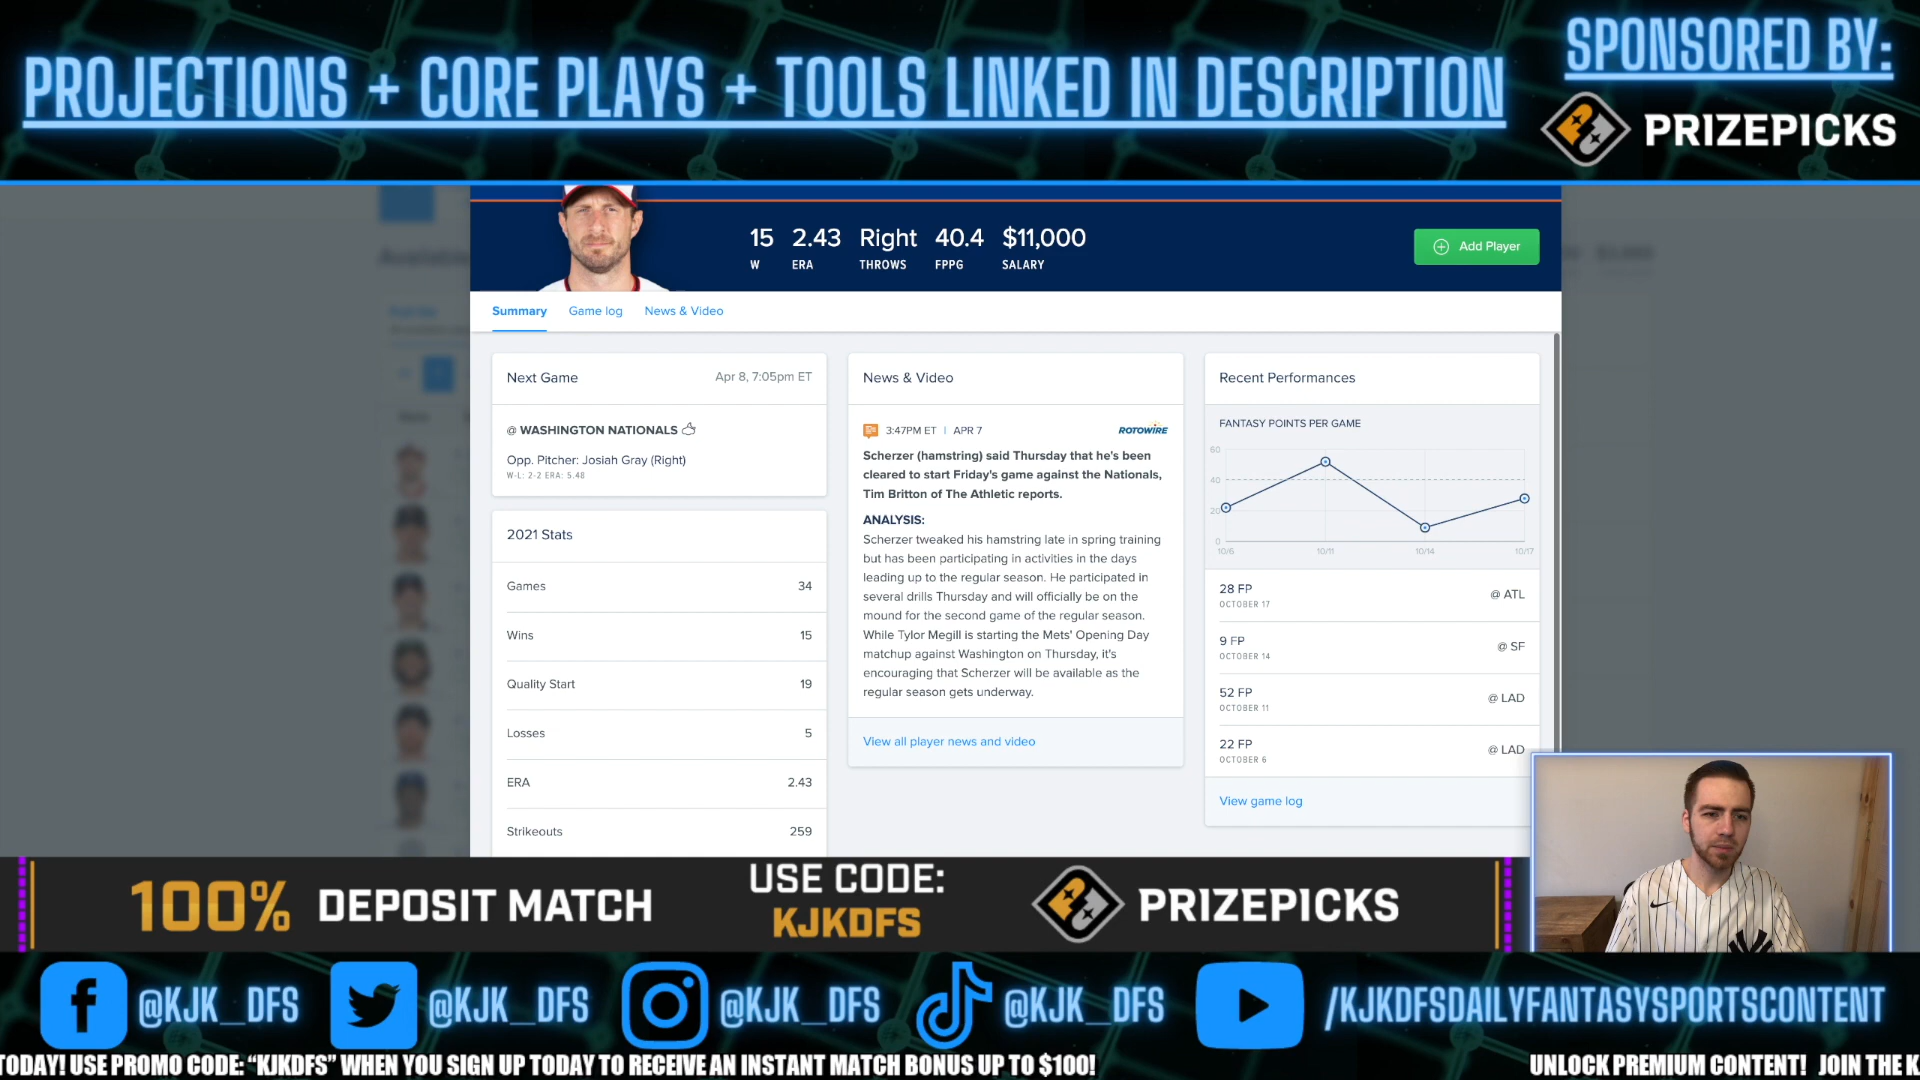 PROJECTIONS + CORE PLAYS + TOOLS LINKED IN DESCRIPTION
SPONSORED BY:
PRIZEPICKS
15 2.43 Right 40.4 $11,000
W ERA THROWS FPPG SALARY
Add Player
Summary Game log News & Video
Next Game Apr 8, 7:05pm ET
@ WASHINGTON NATIONALS
Opp. Pitcher: Josiah Gray (Right)
W-L: 2-2 ERA: 5.48
2021 Stats
Games 34
Wins 15
Quality Start 19
Losses 5
ERA 2.43
Strikeouts 259
News & Video
3:47PM ET | APR 7 ROTOWIRE
Scherzer (hamstring) said Thursday that he's been
cleared to start Friday's game against the Nationals,
Tim Britton of The Athletic reports.
ANALYSIS:
Scherzer tweaked his hamstring late in spring training
but has been participating in activities in the days
leading up to the regular season. He participated in
several drills Thursday and will officially be on the
mound for the second game of the regular season.
While Tylor Megill is starting the Mets' Opening Day
matchup against Washington on Thursday, it's
encouraging that Scherzer will be available as the
regular season gets underway.
View all player news and video
Recent Performances
FANTASY POINTS PER GAME
60
40
20
0
10/6 10/11 10/14 10/17
28 FP @ ATL
OCTOBER 17
9 FP @ SF
OCTOBER 14
52 FP @ LAD
OCTOBER 11
22 FP @ LAD
OCTOBER 6
View game log
100% DEPOSIT MATCH
USE CODE:
KJKDFS
PRIZEPICKS
@KJK_DFS @KJK_DFS @KJK_DFS @KJK_DFS /KJKDFSDAILYFANTASYSPORTSCONTENT
TODAY! USE PROMO CODE: “KJKDFS” WHEN YOU SIGN UP TODAY TO RECEIVE AN INSTANT MATCH BONUS UP TO $100! UNLOCK PREMIUM CONTENT! JOIN THE K